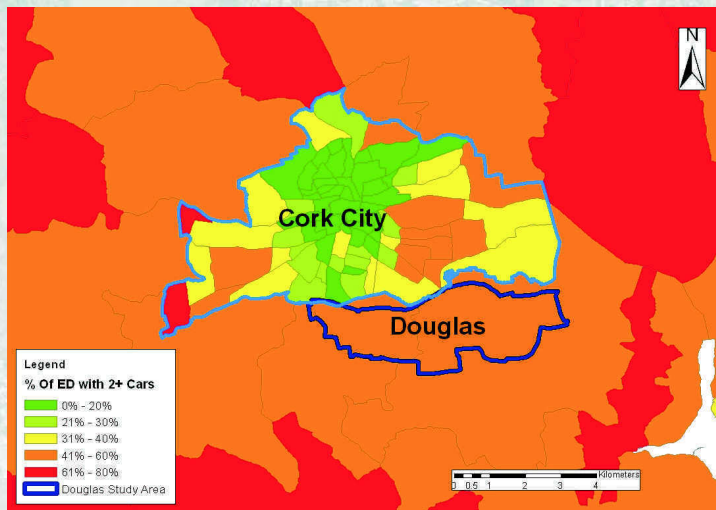 N
Cork City
Douglas
Legend
% Of ED with 2+ Cars
0% - 20%
21% - 30%
31% - 40%
41% - 60%
61% - 80%
Douglas Study Area
Kilometers
0 0.5 1 2 3 4